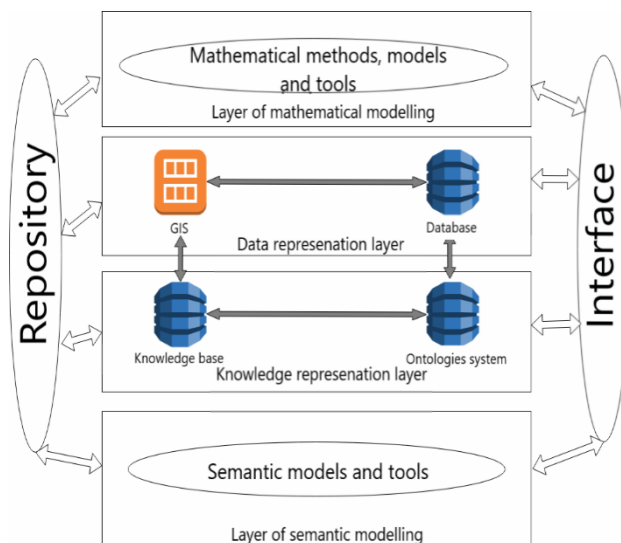 Mathematical methods, models
and tools
Layer of mathematical modelling
Repository
Interface
GIS
Database
Data represenation layer
Knowledge base
Ontologies system
Knowledge represenation layer
Semantic models and tools
Layer of semantic modelling